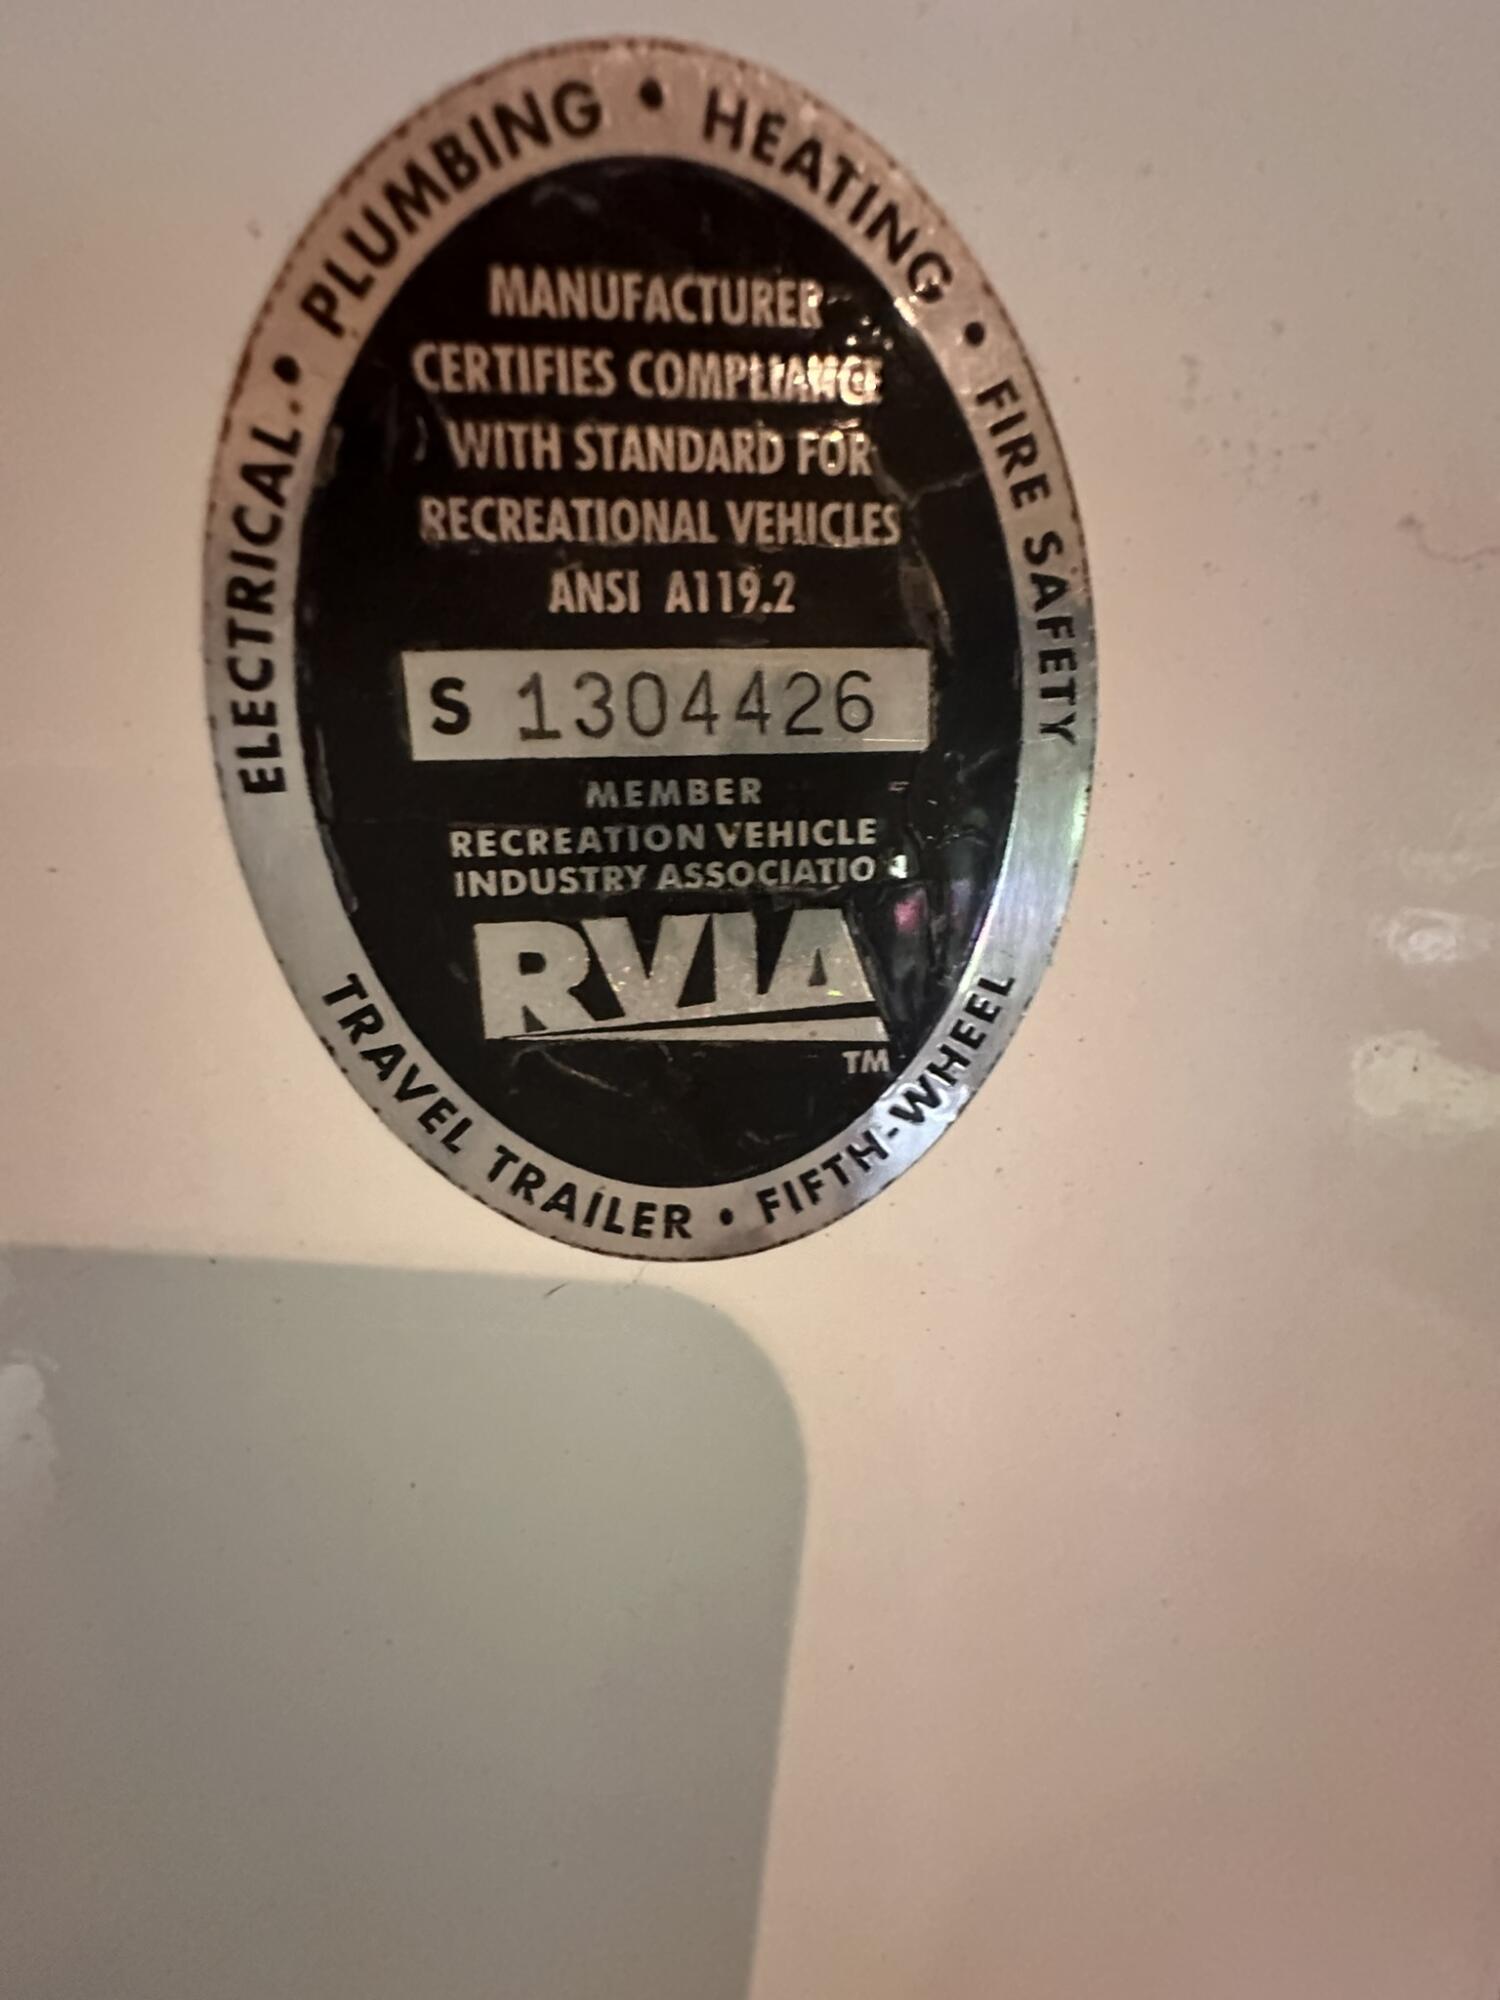 ELECTRICAL • PLUMBING • HEATING • FIRE SAFETY
MANUFACTURER
CERTIFIES COMPLIANCE
WITH STANDARD FOR
RECREATIONAL VEHICLES
ANSI A119.2
S 1304426
MEMBER
RECREATION VEHICLE
INDUSTRY ASSOCIATION
RVIA
TM
TRAVEL TRAILER • FIFTH-WHEEL